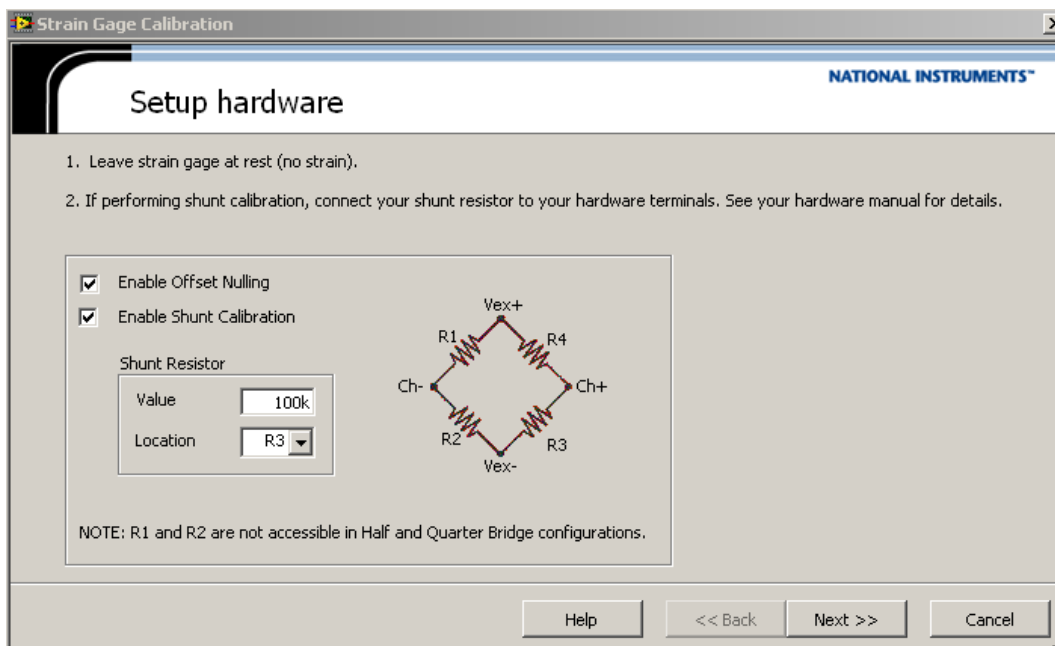 Strain Gage Calibration
NATIONAL INSTRUMENTS™
Setup hardware
1. Leave strain gage at rest (no strain).
2. If performing shunt calibration, connect your shunt resistor to your hardware terminals. See your hardware manual for details.
Enable Offset Nulling
Enable Shunt Calibration
Shunt Resistor
Value 100k
Location R3
Vex+
R1 R4
Ch- Ch+
R2 R3
Vex-
NOTE: R1 and R2 are not accessible in Half and Quarter Bridge configurations.
Help << Back Next >> Cancel